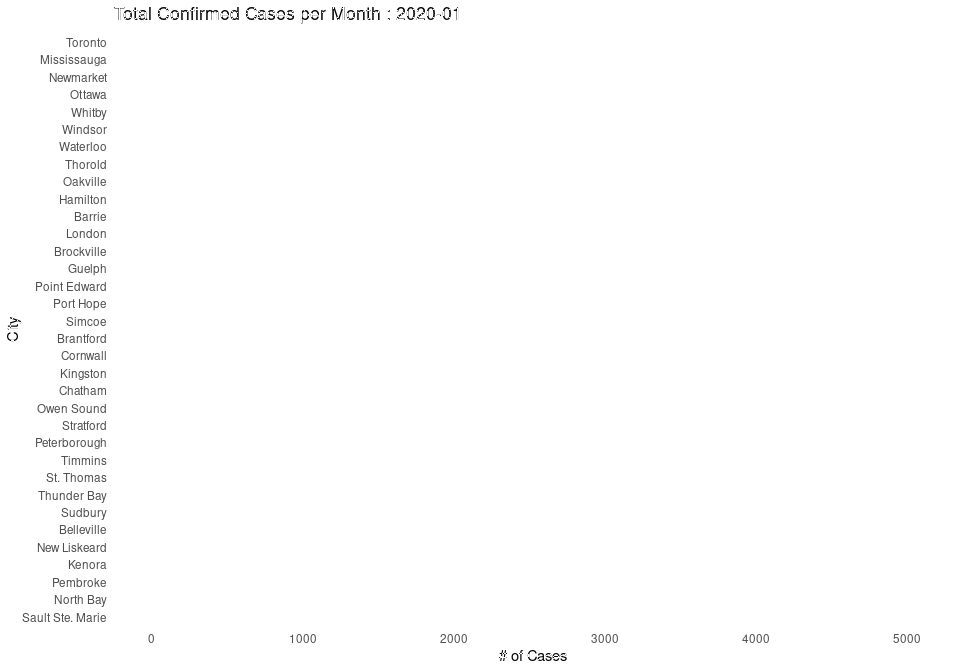 Total Confirmed Cases per Month : 2020-01
Toronto
Mississauga
Newmarket
Ottawa
Whitby
Windsor
Waterloo
Thorold
Oakville
Hamilton
Barrie
London
Brockville
Guelph
Point Edward
Port Hope
Simcoe
Brantford
Cornwall
Kingston
Chatham
Owen Sound
Stratford
Peterborough
Timmins
St. Thomas
Thunder Bay
Sudbury
Belleville
New Liskeard
Kenora
Pembroke
North Bay
Sault Ste. Marie
City
0 1000 2000 3000 4000 5000
# of Cases